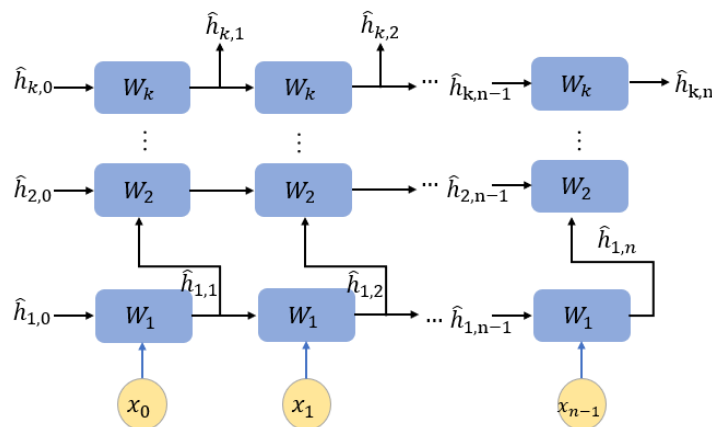 ĥₖ,₁ ĥₖ,₂
ĥₖ,₀ Wₖ Wₖ ... ĥₖ,ₙ₋₁ Wₖ ĥₖ,ₙ
⋮ ⋮ ⋮
ĥ₂,₀ W₂ W₂ ... ĥ₂,ₙ₋₁ W₂
ĥ₁,₁ ĥ₁,₂ ĥ₁,ₙ
ĥ₁,₀ W₁ W₁ ... ĥ₁,ₙ₋₁ W₁
x₀ x₁ xₙ₋₁